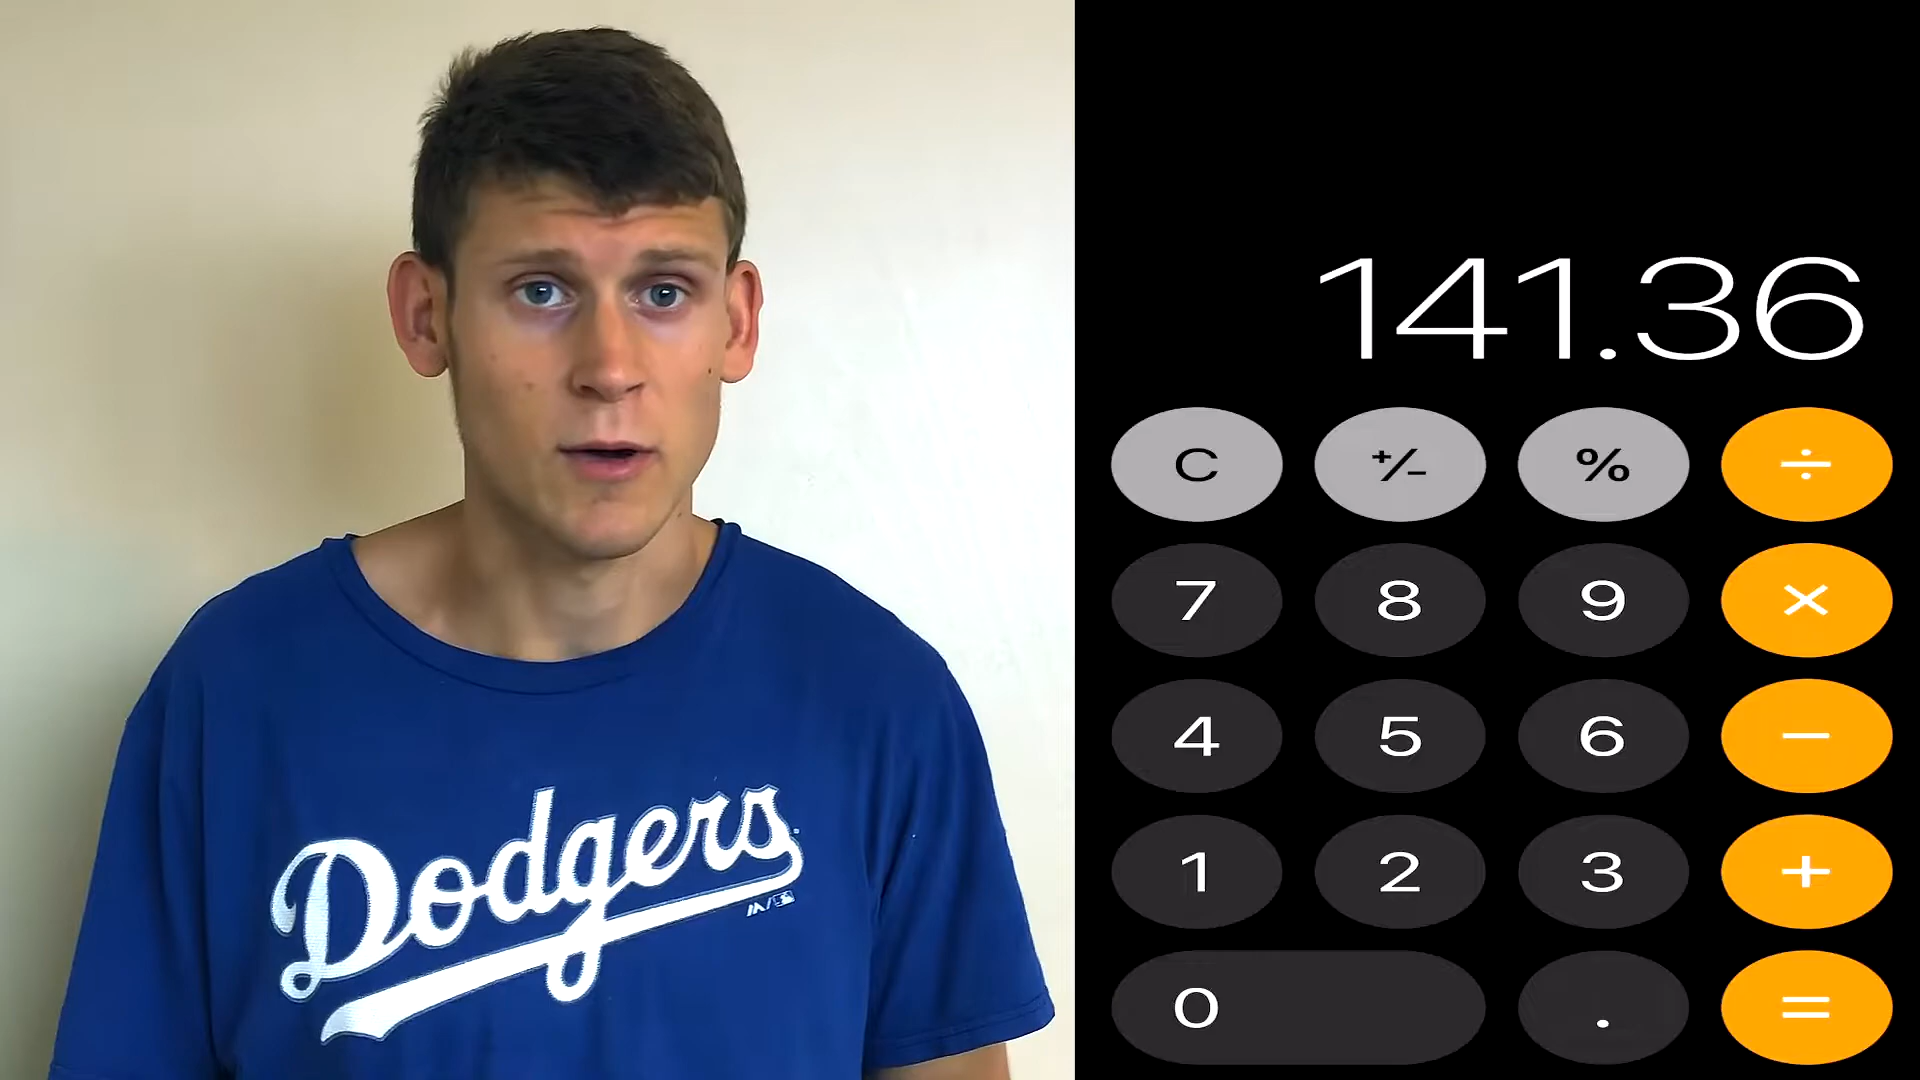 Dodgers
141.36
C +/- % ÷
7 8 9 ×
4 5 6 −
1 2 3 +
0 . =